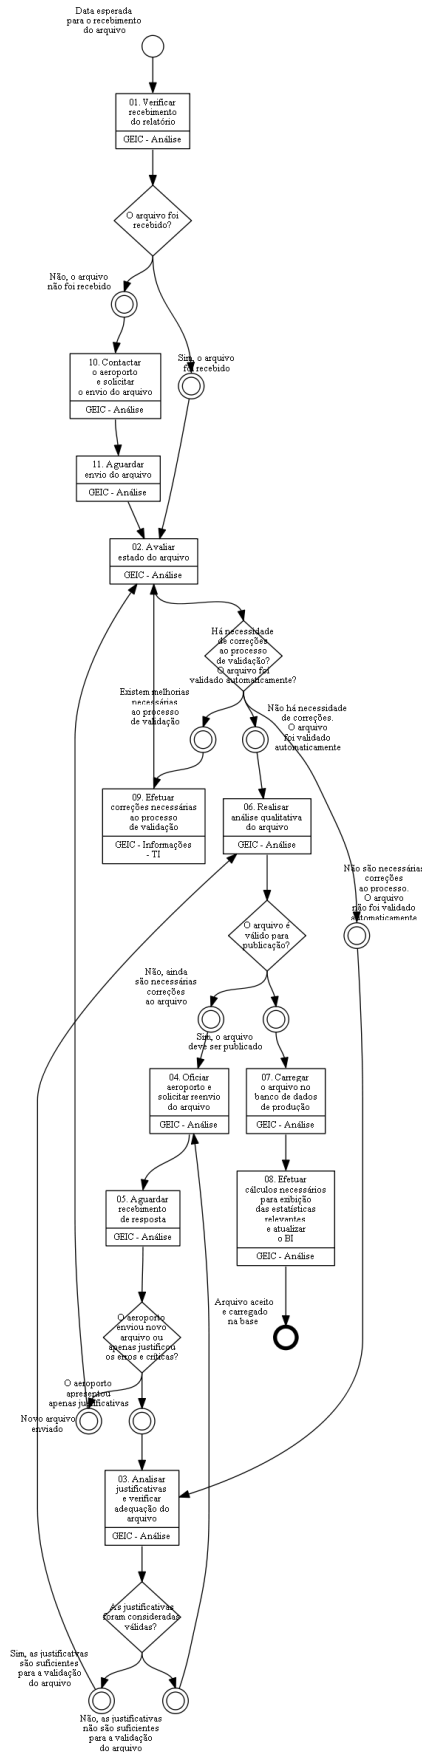 Data esperada
para o recebimento
do arquivo
01. Verificar
recebimento
do relatório
GEIC - Análise
O arquivo foi
recebido?
Não, o arquivo
não foi recebido
Sim, o arquivo
foi recebido
10. Contactar
o aeroporto
e solicitar
o envio do arquivo
GEIC - Análise
11. Aguardar
envio do arquivo
GEIC - Análise
02. Avaliar
estado do arquivo
GEIC - Análise
Há necessidade
de correções
ao processo
de validação?
O arquivo foi
validado automaticamente?
Existem melhorias
necessárias
ao processo
de validação
Não há necessidade
de correções.
O arquivo
foi validado
automaticamente
09. Efetuar
correções necessárias
ao processo
de validação
GEIC - Informações
- TI
06. Realisar
análise qualitativa
do arquivo
GEIC - Análise
Não são necessárias
correções
ao processo.
O arquivo
não foi validado
automaticamente
O arquivo é
válido para
publicação?
Não, ainda
são necessárias
correções
ao arquivo
Sim, o arquivo
deve ser publicado
04. Oficiar
aeroporto e
solicitar reenvio
do arquivo
GEIC - Análise
07. Carregar
o arquivo no
banco de dados
de produção
GEIC - Análise
05. Aguardar
recebimento
de resposta
GEIC - Análise
08. Efetuar
cálculos necessários
para exibição
das estatísticas
relevantes
e atualizar
o BI
GEIC - Análise
Arquivo aceito
e carregado
na base
O aeroporto
enviou novo
arquivo ou
apenas justificou
os erros e críticas?
O aeroporto
apresentou
apenas justificativas
Novo arquivo
enviado
03. Analisar
justificativas
e verificar
adequação do
arquivo
GEIC - Análise
As justificativas
foram consideradas
válidas?
Sim, as justificativas
são suficientes
para a validação
do arquivo
Não, as justificativas
não são suficientes
para a validação
do arquivo